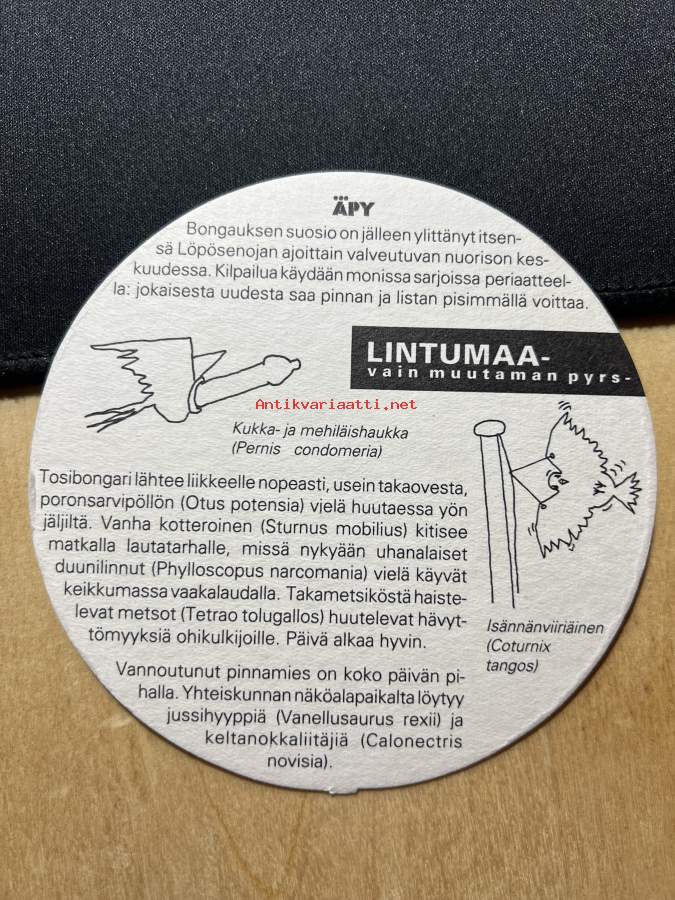 ÄPY
Bongauksen suosio on jälleen ylittänyt itsen-
sä Löpösenojan ajoittain valveutuvan nuorison kes-
kuudessa. Kilpailua käydään monissa sarjoissa periaatteel-
la: jokaisesta uudesta saa pinnan ja listan pisimmällä voittaa.
LINTUMAA-
vain muutaman pyrs-
Antikvariaatti.net
Kukka- ja mehiläishaukka
(Pernis condomeria)
Tosibongari lähtee liikkeelle nopeasti, usein takaovesta,
poronsarvipöllön (Otus potensia) vielä huutaessa yön
jäljiltä. Vanha kotteroinen (Sturnus mobilius) kitisee
matkalla lautatarhalle, missä nykyään uhanalaiset
duunilinnut (Phylloscopus narcomania) vielä käyvät
keikkumassa vaakalaudalla. Takametsiköstä haiste-
levat metsot (Tetrao tolugallos) huutelevat hävyt-
tömyyksiä ohikulkijoille. Päivä alkaa hyvin.
Isännänviiriäinen
(Coturnix
tangos)
Vannoutunut pinnamies on koko päivän pi-
halla. Yhteiskunnan näköalapaikalta löytyy
jussihyyppiä (Vanellusaurus rexii) ja
keltanokkaliitäjiä (Calonectris
novisia).